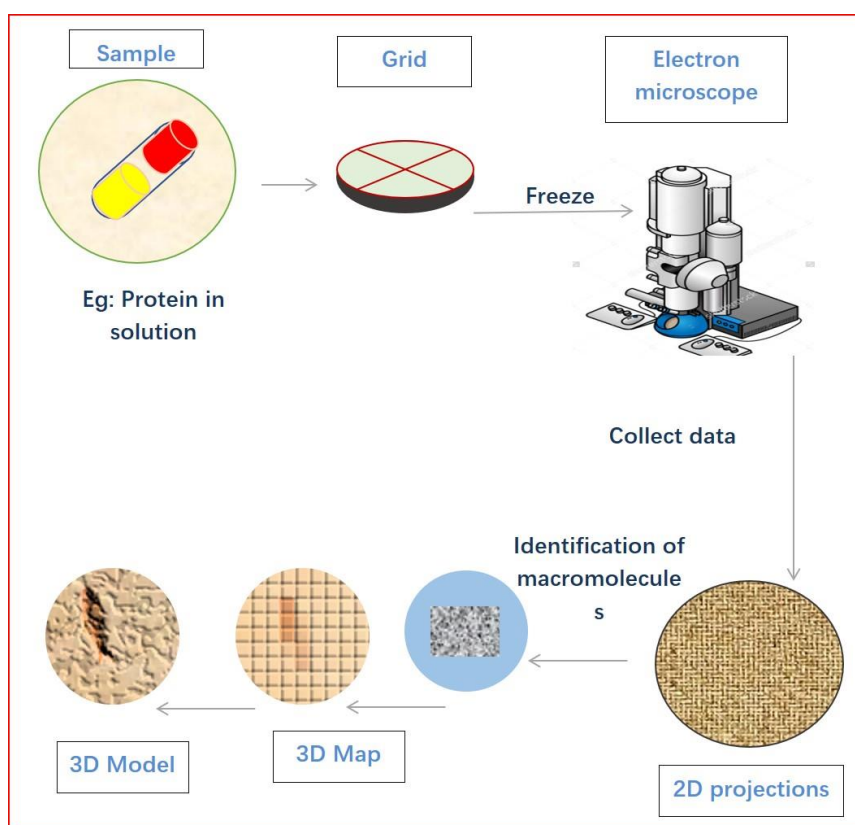 Sample
Grid
Electron
microscope
Freeze
Eg: Protein in
solution
Collect data
Identification of
macromolecule
s
3D Model
3D Map
2D projections